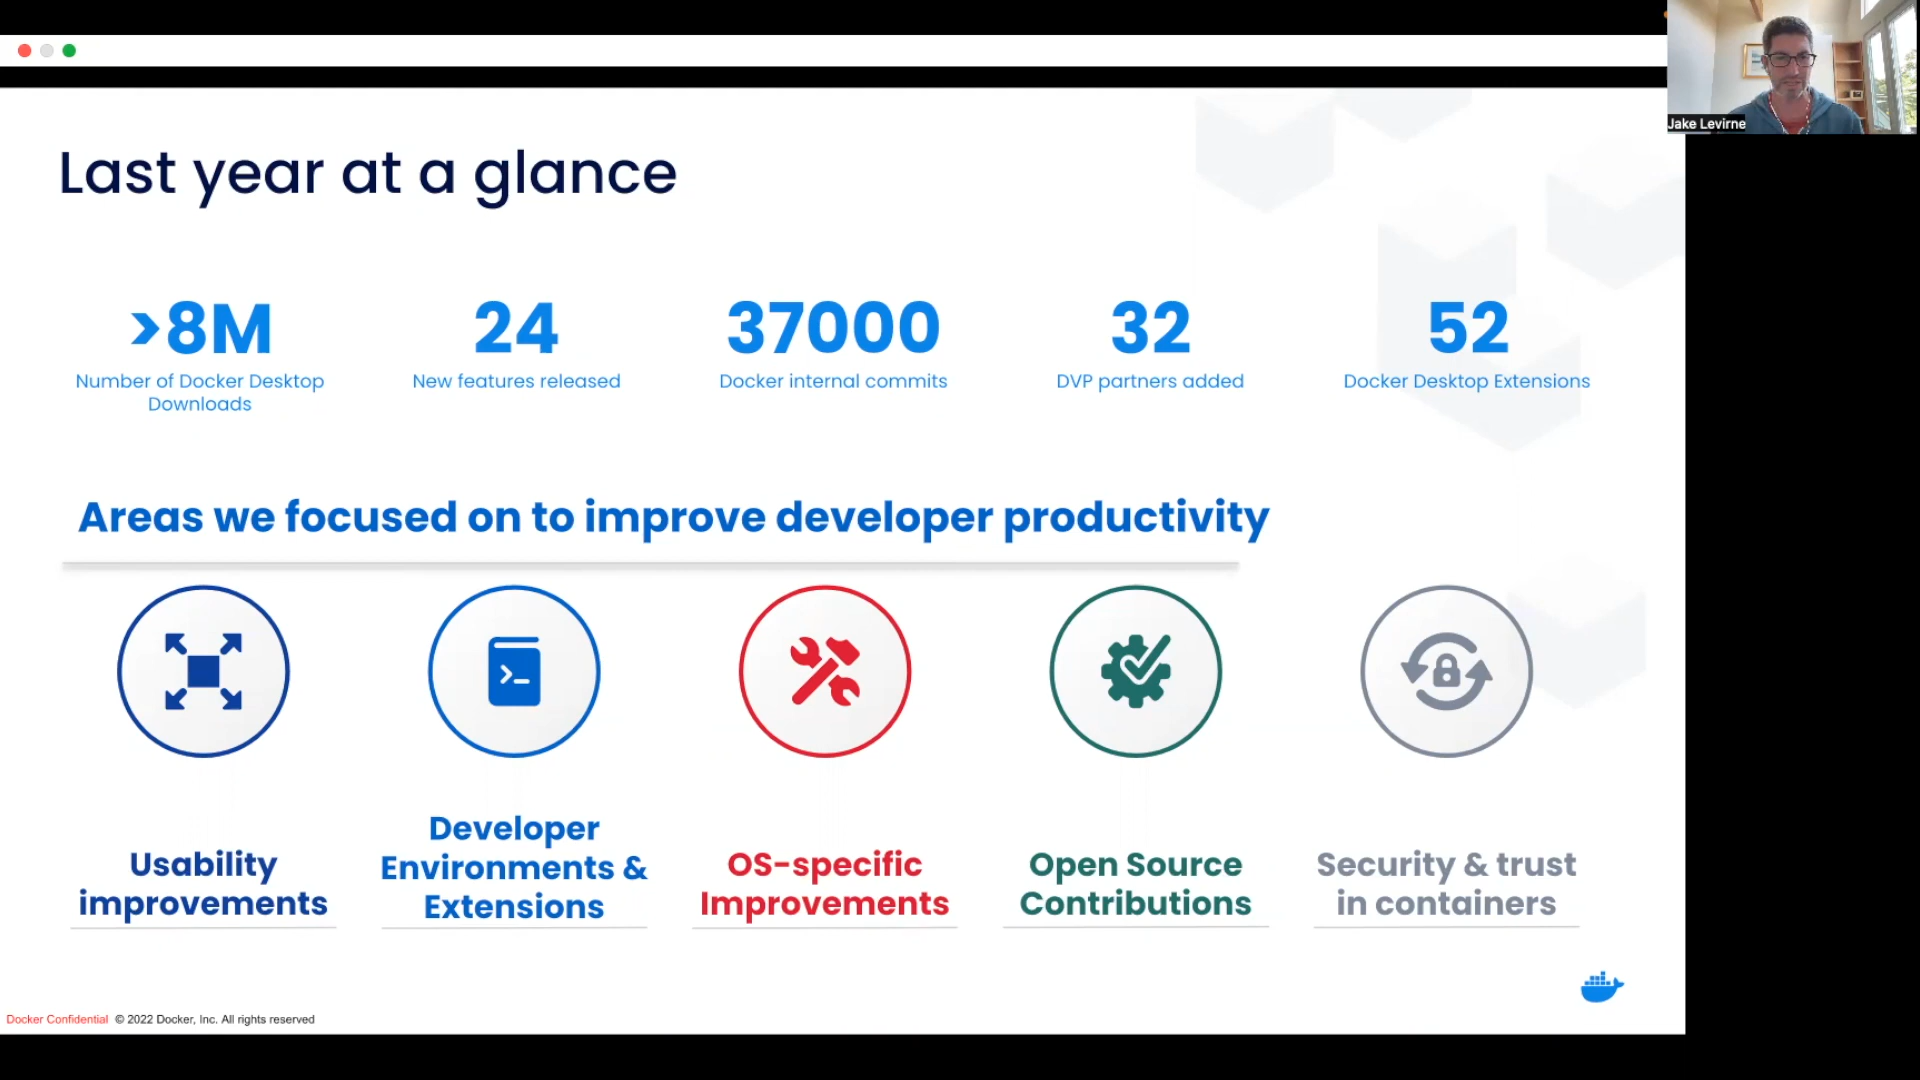 Jake Levirne
Last year at a glance
>8M
Number of Docker Desktop
Downloads
24
New features released
37000
Docker internal commits
32
DVP partners added
52
Docker Desktop Extensions
Areas we focused on to improve developer productivity
Usability
improvements
Developer
Environments &
Extensions
OS-specific
Improvements
Open Source
Contributions
Security & trust
in containers
Docker Confidential © 2022 Docker, Inc. All rights reserved